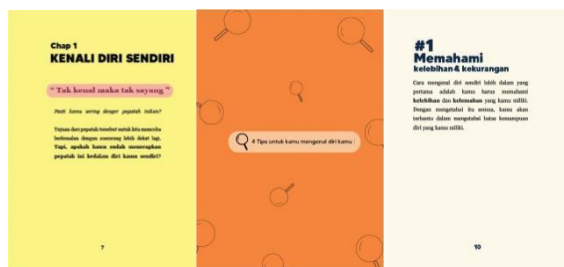 Chap 1
KENALI DIRI SENDIRI
" Tak kenal maka tak sayang "
Pasti kamu sering dengar pepatah inikan?
Tujuan dari pepatah tersebut untuk kita mencoba
berkenalan dengan seseorang lebih dekat lagi,
Tapi, apakah kamu sudah menerapkan
pepatah ini kedalam diri kamu sendiri?
7
4 Tips untuk kamu mengenal diri kamu :
#1
Memahami
kelebihan & kekurangan
Cara mengenal diri sendiri lebih dalam yang
pertama adalah kamu harus memahami
kelebihan dan kelemahan yang kamu miliki.
Dengan mengetahui itu semua, kamu akan
terbantu dalam mengetahui batas kemampuan
diri yang kamu miliki.
10